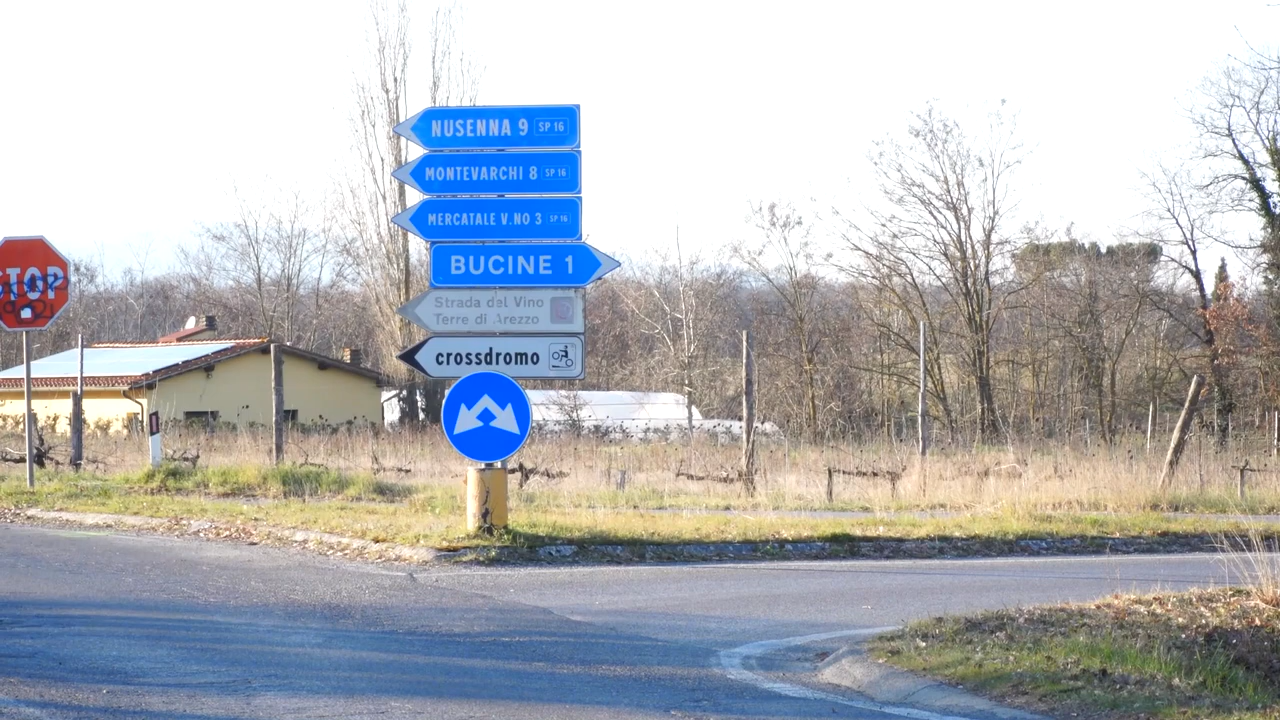 NUSENNA 9 SP 16
MONTEVARCHI 8 SP 16
MERCATALE V.NO 3 SP 16
BUCINE 1
STOP
Strada del Vino
Terre di Arezzo
crossdromo